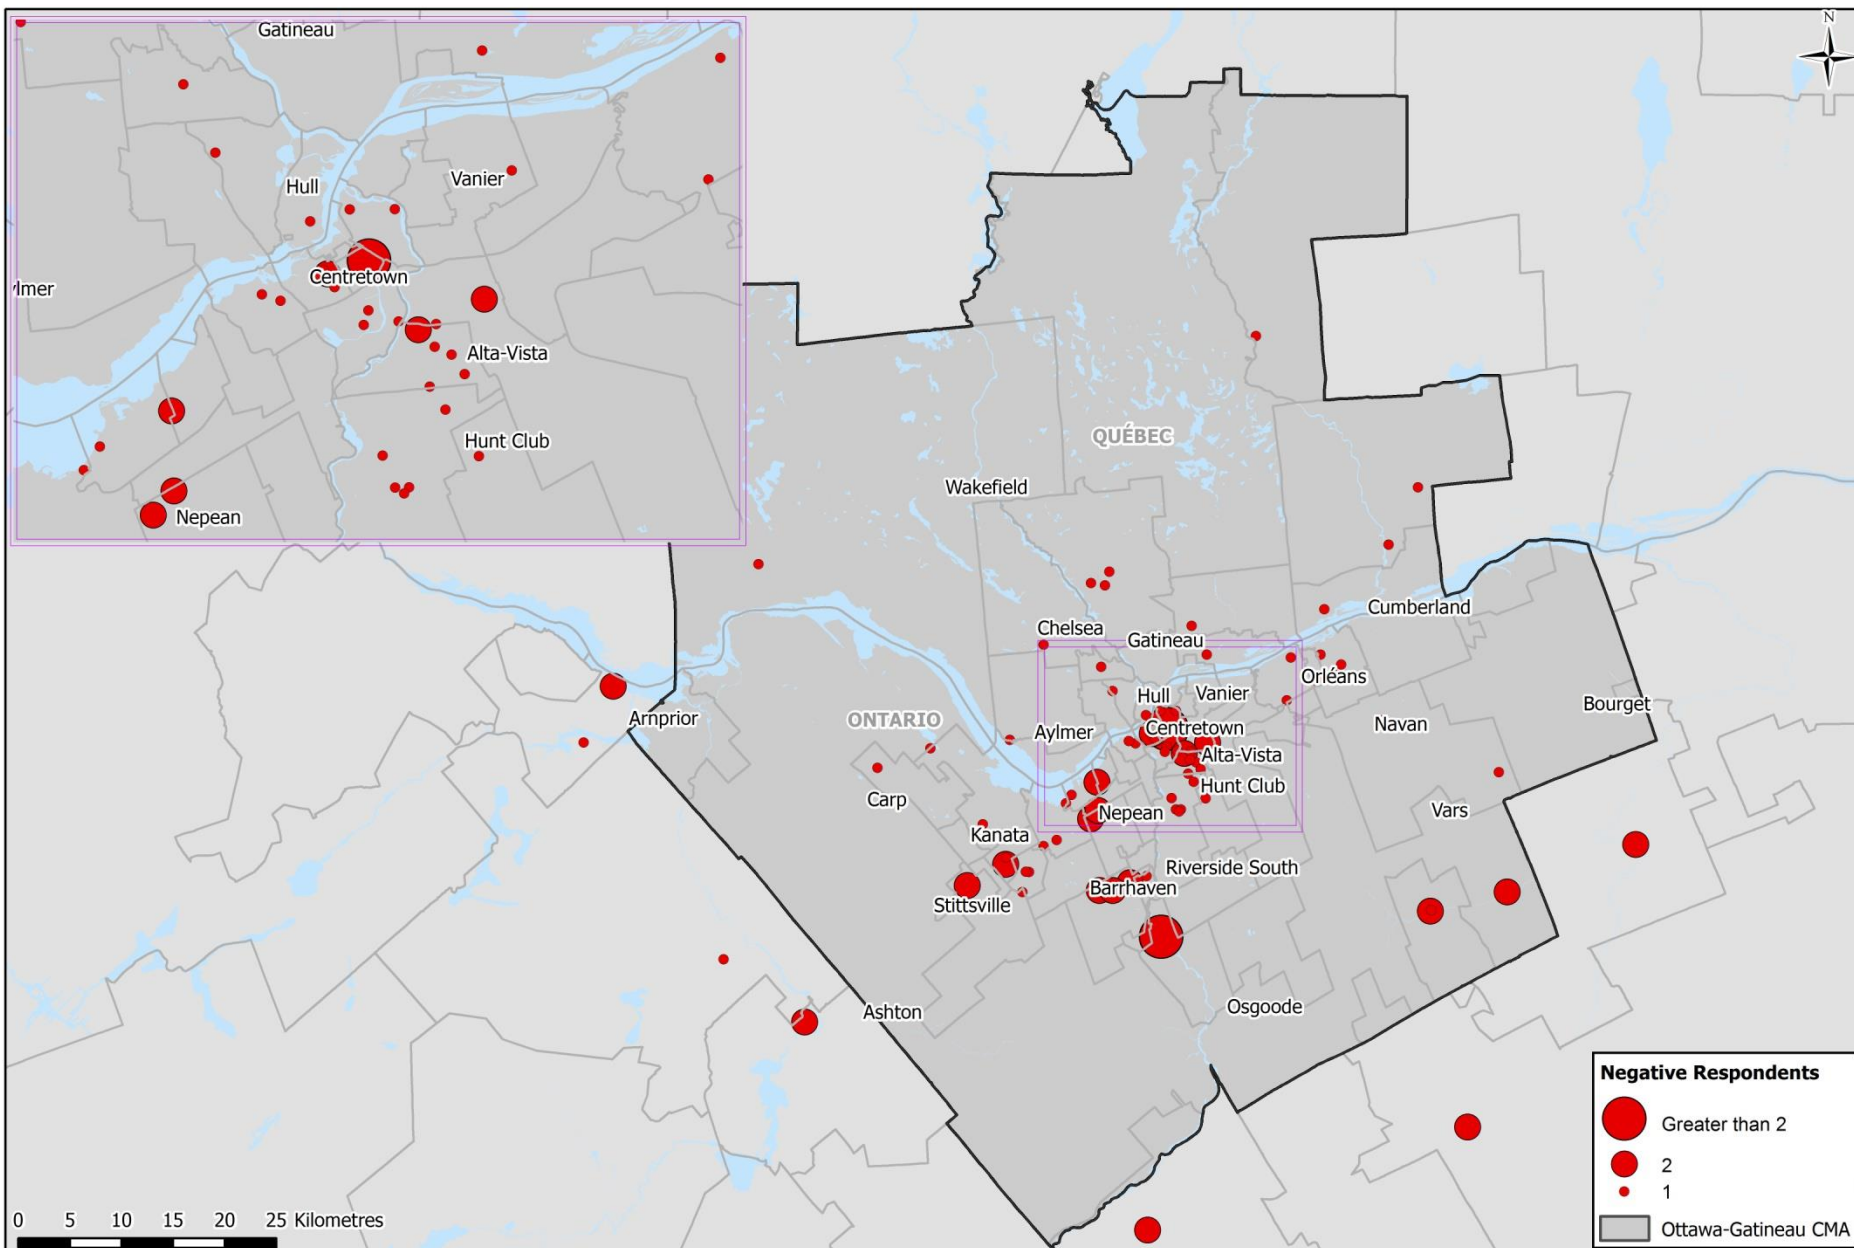 Gatineau
Hull
Vanier
Centretown
ylmer
Alta-Vista
Hunt Club
Nepean
N
QUÉBEC
Wakefield
Cumberland
Chelsea
Gatineau
Orléans
Hull
Vanier
Bourget
Arnprior
ONTARIO
Aylmer
Centretown
Navan
Alta-Vista
Hunt Club
Carp
Nepean
Vars
Kanata
Riverside South
Barrhaven
Stittsville
Ashton
Osgoode
Negative Respondents
Greater than 2
2
1
Ottawa-Gatineau CMA
0 5 10 15 20 25 Kilometres